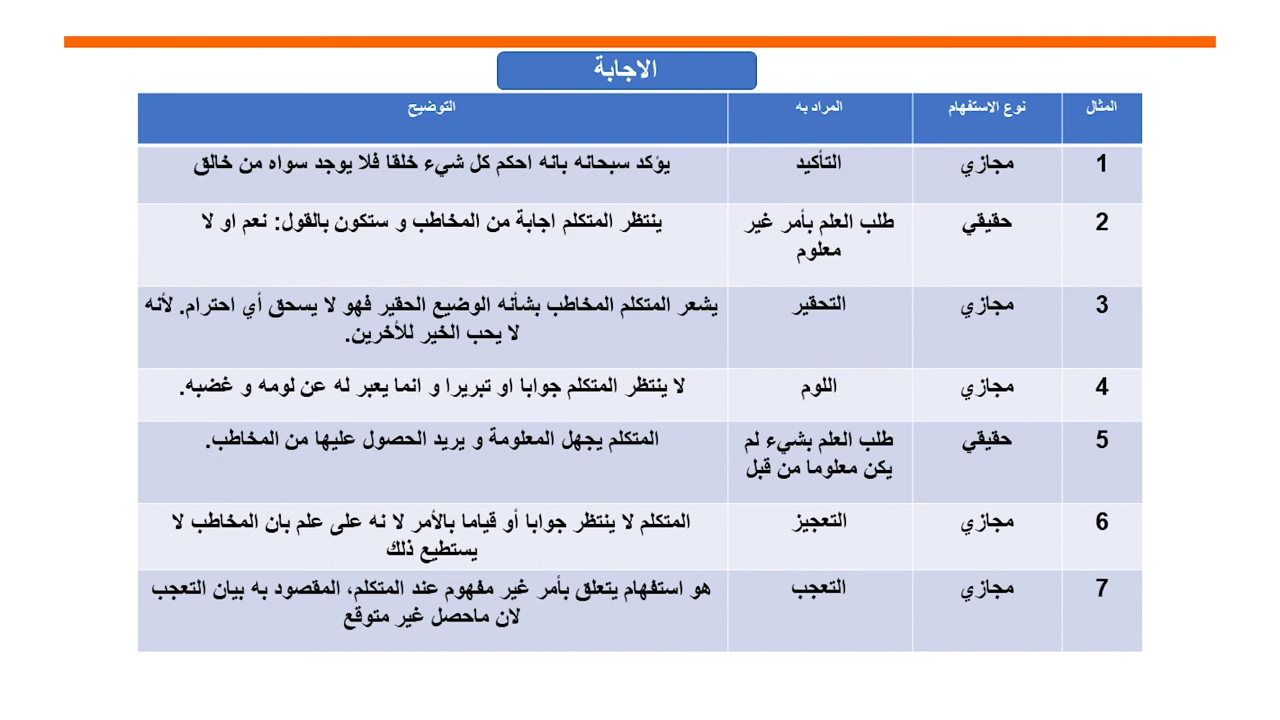 الاجابة
المثال
نوع الاستفهام
المراد به
التوضيح
1
مجازي
التأكيد
يؤكد سبحانه بانه احكم كل شيء خلقا فلا يوجد سواه من خالق
2
حقيقي
طلب العلم بأمر غير
معلوم
ينتظر المتكلم اجابة من المخاطب و ستكون بالقول: نعم او لا
3
مجازي
التحقير
يشعر المتكلم المخاطب بشأنه الوضيع الحقير فهو لا يسحق أي احترام. لأنه
لا يحب الخير للأخرين.
4
مجازي
اللوم
لا ينتظر المتكلم جوابا او تبريرا و انما يعبر له عن لومه و غضبه.
5
حقيقي
طلب العلم بشيء لم
يكن معلوما من قبل
المتكلم يجهل المعلومة و يريد الحصول عليها من المخاطب.
6
مجازي
التعجيز
المتكلم لا ينتظر جوابا أو قياما بالأمر لا نه على علم بان المخاطب لا
يستطيع ذلك
7
مجازي
التعجب
هو استفهام يتعلق بأمر غير مفهوم عند المتكلم، المقصود به بيان التعجب
لان ماحصل غير متوقع